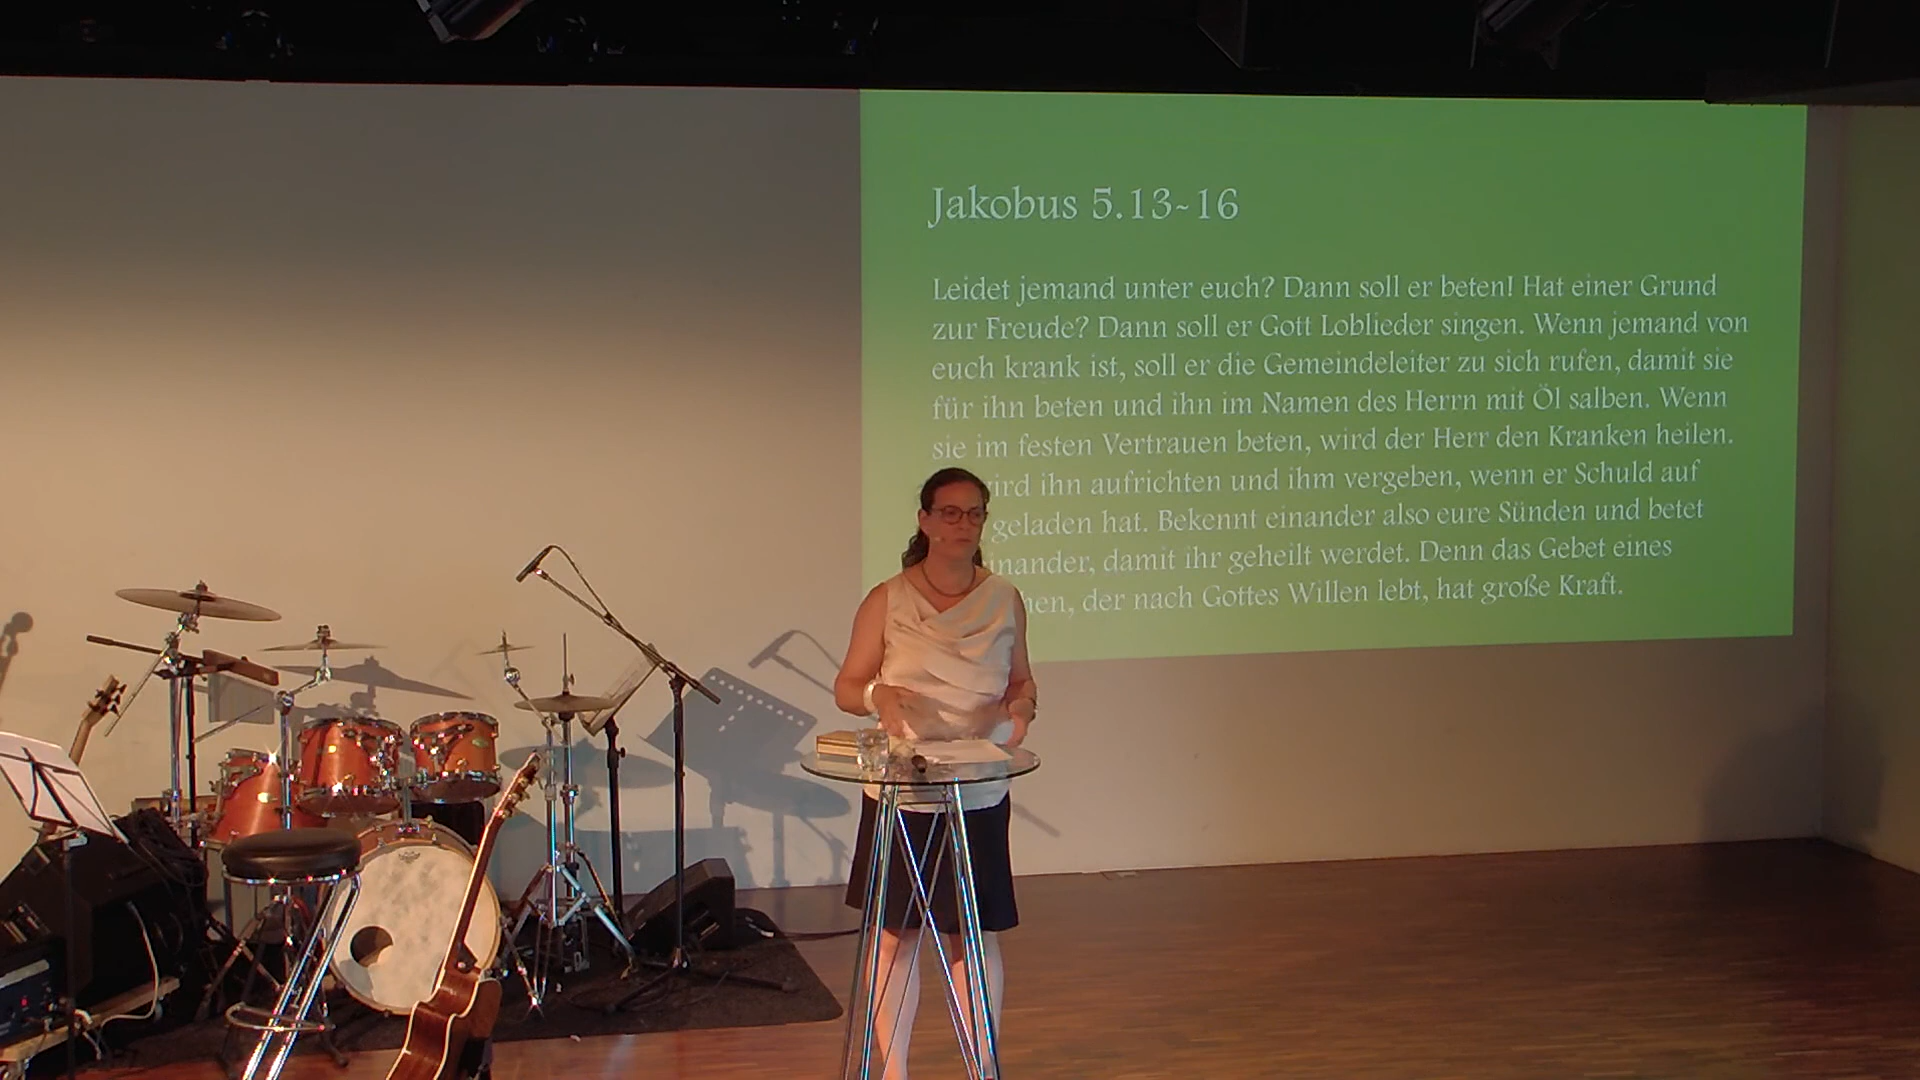 Jakobus 5.13~16
Leidet jemand unter euch? Dann soll er beten! Hat einer Grund
zur Freude? Dann soll er Gott Loblieder singen. Wenn jemand von
euch krank ist, soll er die Gemeindeleiter zu sich rufen, damit sie
für ihn beten und ihn im Namen des Herrn mit Öl salben. Wenn
sie im festen Vertrauen beten, wird der Herr den Kranken heilen.
ihn aufrichten und ihm vergeben, wenn er Schuld auf
geladen hat. Bekennt einander also eure Sünden und betet
damit ihr geheilt werdet. Denn das Gebet eines
der nach Gottes Willen lebt, hat große Kraft.